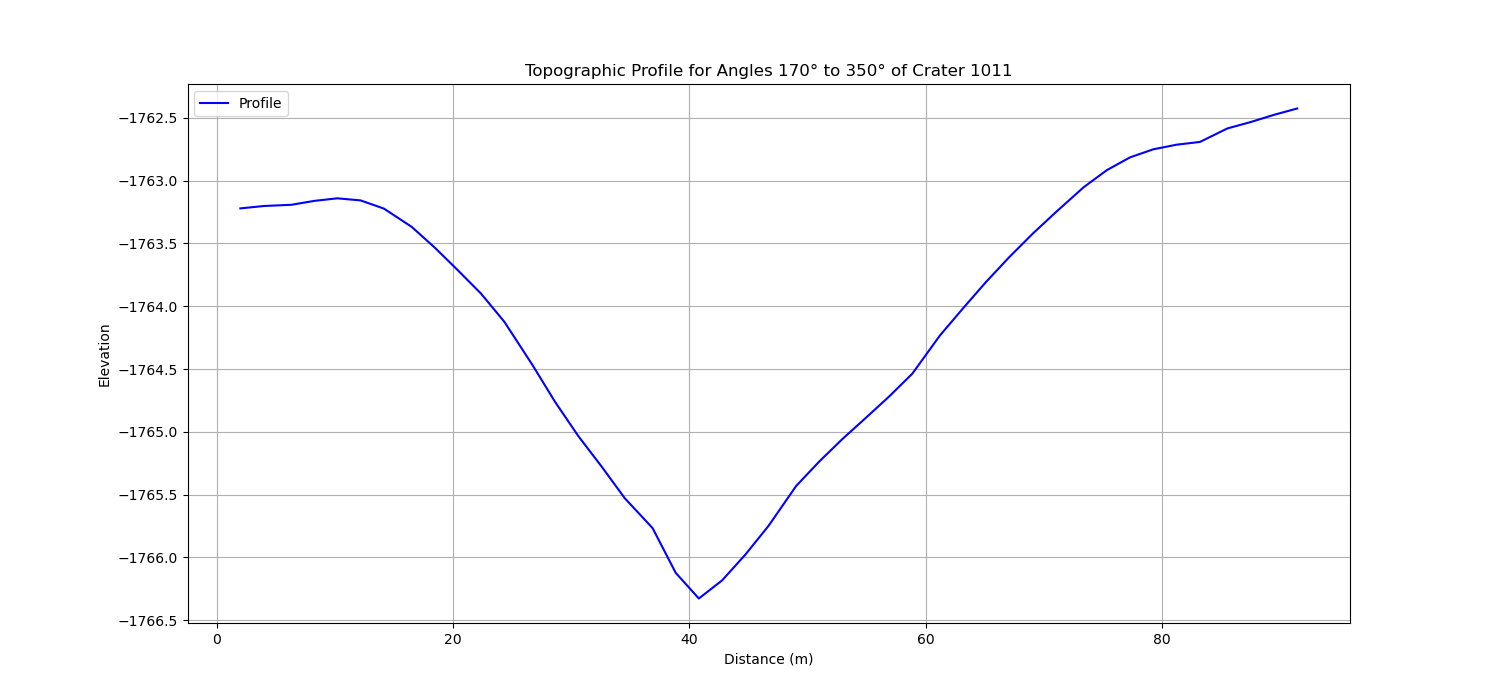 Topographic Profile for Angles 170° to 350° of Crater 1011
Profile
−1762.5
−1763.0
−1763.5
−1764.0
−1764.5
−1765.0
−1765.5
−1766.0
−1766.5
Elevation
0 20 40 60 80
Distance (m)